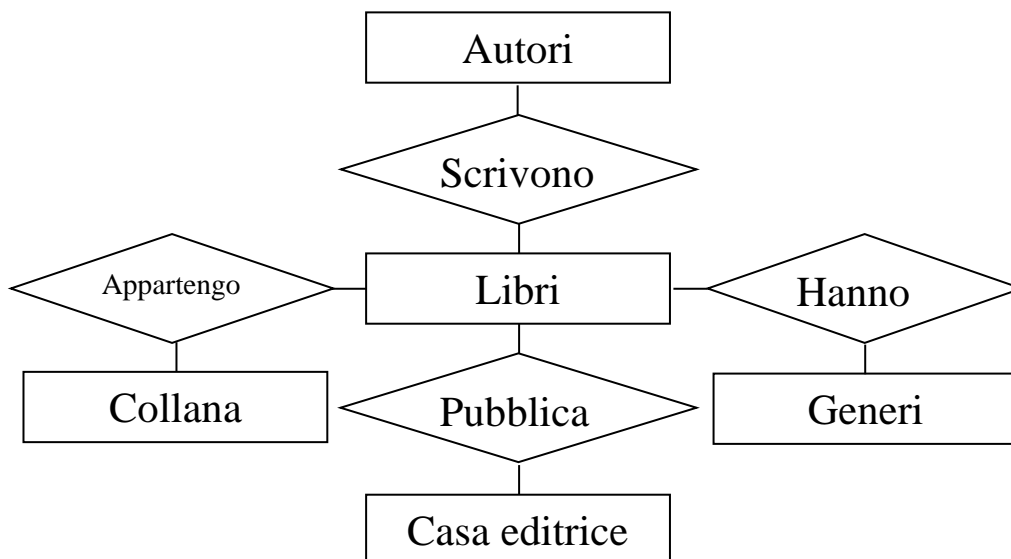 Autori
Scrivono
Appartengo
Libri
Hanno
Collana
Pubblica
Generi
Casa editrice